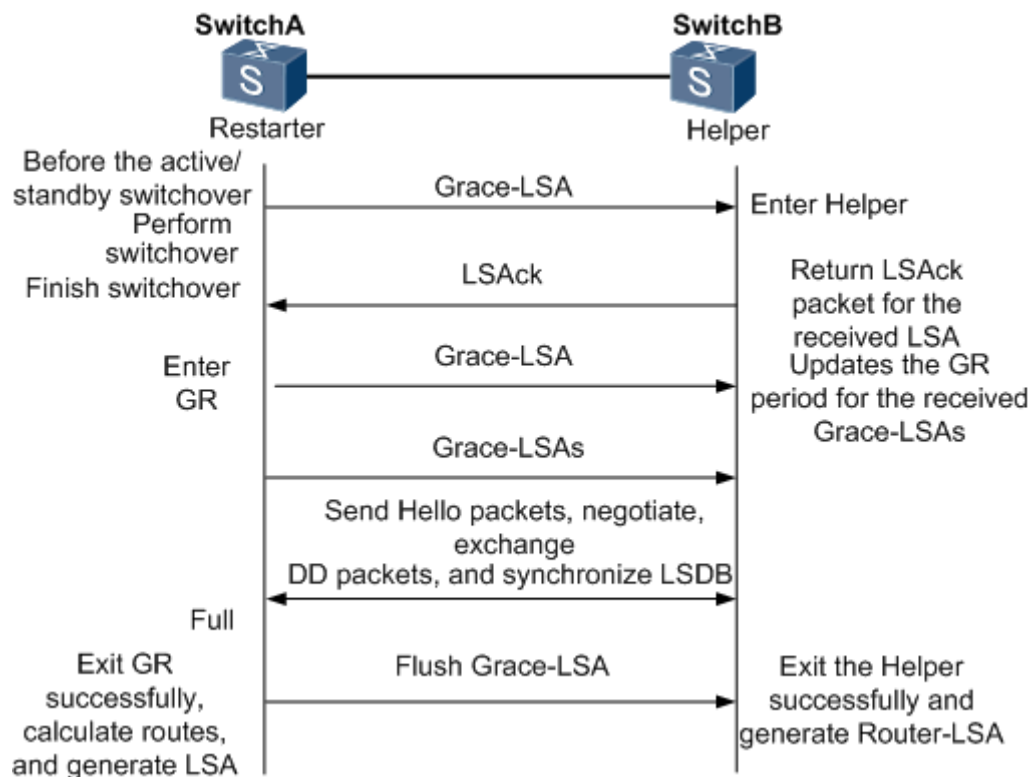 SwitchA
SwitchB
S
S
Restarter
Helper
Before the active/
standby switchover
Grace-LSA
Enter Helper
Perform
switchover
Finish switchover
LSAck
Return LSAck
packet for the
received LSA
Enter
GR
Grace-LSA
Updates the GR
period for the received
Grace-LSAs
Grace-LSAs
Send Hello packets, negotiate,
exchange
DD packets, and synchronize LSDB
Full
Exit GR
successfully,
calculate routes,
and generate LSA
Flush Grace-LSA
Exit the Helper
successfully and
generate Router-LSA